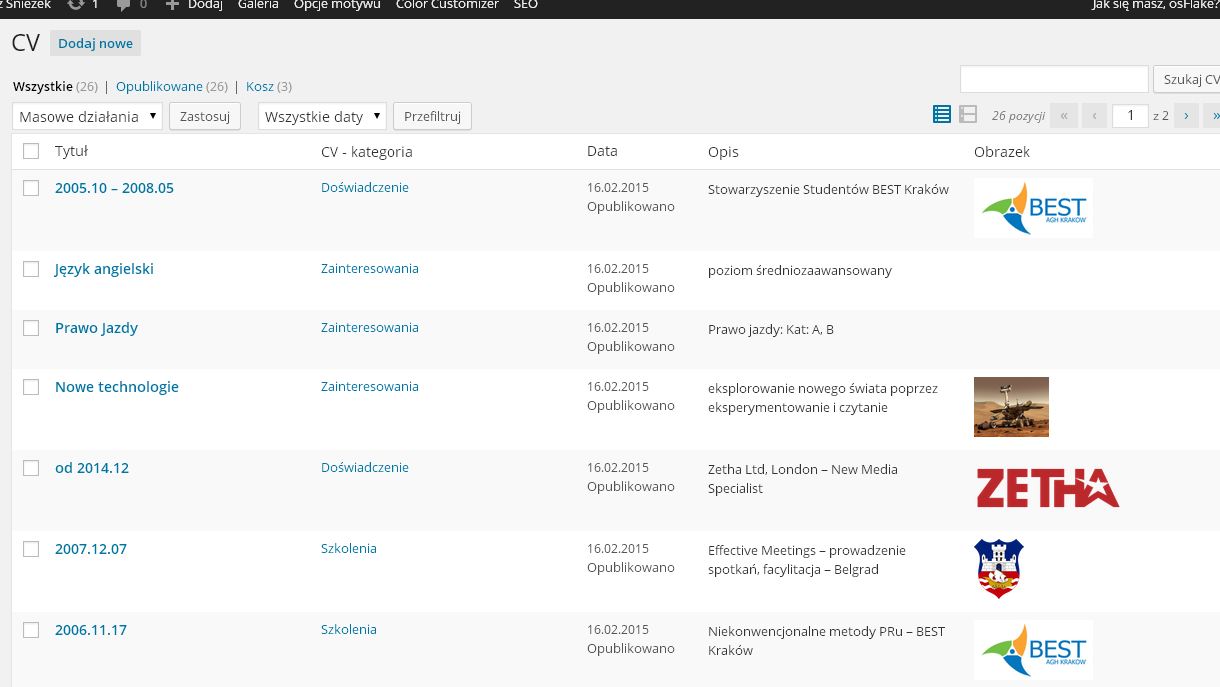 z Śnieżek 1 0 Dodaj Galeria Opcje motywu Color Customizer SEO Jak się masz, osFlake?
CV Dodaj nowe
Wszystkie (26) | Opublikowane (26) | Kosz (3)
Szukaj CV
Masowe działania Zastosuj Wszystkie daty Przefiltruj 26 pozycji « ‹ 1 z 2 › »
Tytuł CV - kategoria Data Opis Obrazek
2005.10 – 2008.05 Doświadczenie 16.02.2015 Stowarzyszenie Studentów BEST Kraków
Opublikowano
BEST
AGH KRAKOW
Język angielski Zainteresowania 16.02.2015 poziom średniozaawansowany
Opublikowano
Prawo Jazdy Zainteresowania 16.02.2015 Prawo jazdy: Kat: A, B
Opublikowano
Nowe technologie Zainteresowania 16.02.2015 eksplorowanie nowego świata poprzez
Opublikowano eksperymentowanie i czytanie
od 2014.12 Doświadczenie 16.02.2015 Zetha Ltd, London – New Media
Opublikowano Specialist
ZETHA
2007.12.07 Szkolenia 16.02.2015 Effective Meetings – prowadzenie
Opublikowano spotkań, facylitacja – Belgrad
2006.11.17 Szkolenia 16.02.2015 Niekonwencjonalne metody PRu – BEST
Opublikowano Kraków
BEST
AGH KRAKOW